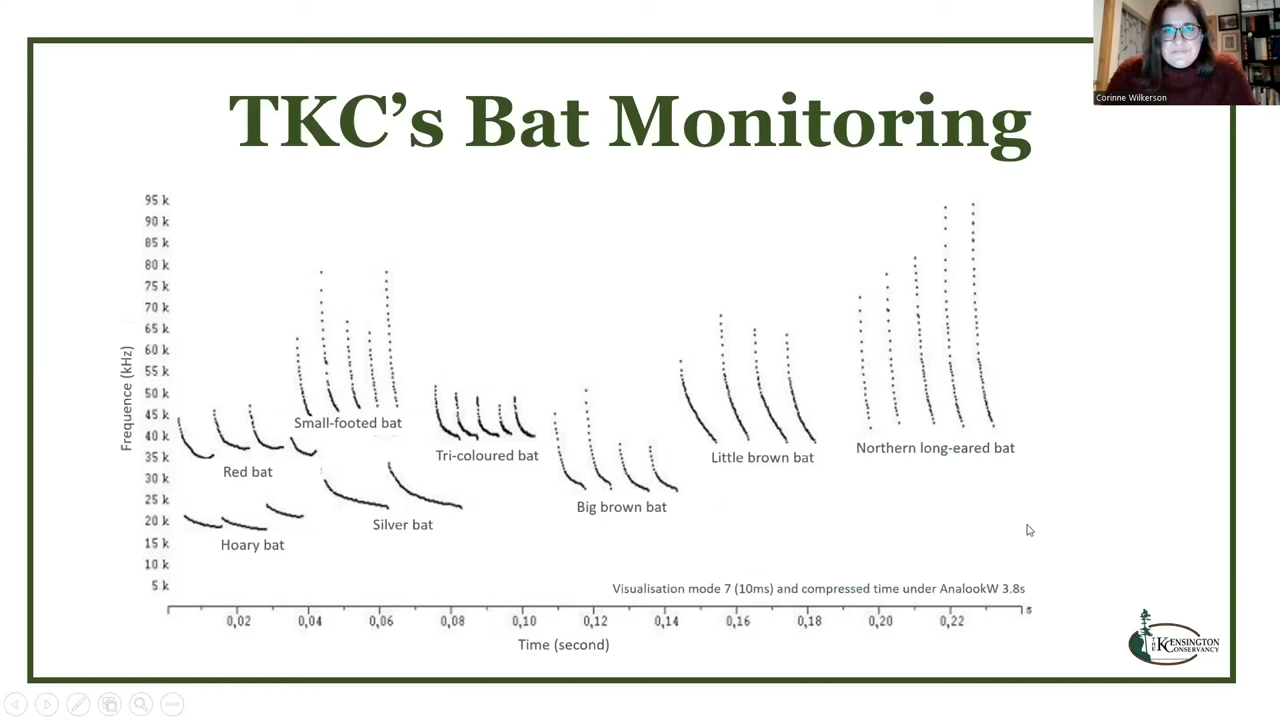 Corinne Wilkerson
TKC's Bat Monitoring
95 k
90 k
85 k
80 k
75 k
70 k
65 k
60 k
55 k
50 k
45 k
40 k
35 k
30 k
25 k
20 k
15 k
10 k
5 k
Frequence (kHz)
Small-footed bat
Red bat
Hoary bat
Silver bat
Tri-coloured bat
Big brown bat
Little brown bat
Northern long-eared bat
Visualisation mode 7 (10ms) and compressed time under AnalookW 3.8s
0,02 0,04 0,06 0,08 0,10 0,12 0,14 0,16 0,18 0,20 0,22 s
Time (second)
THE KENSINGTON
CONSERVANCY